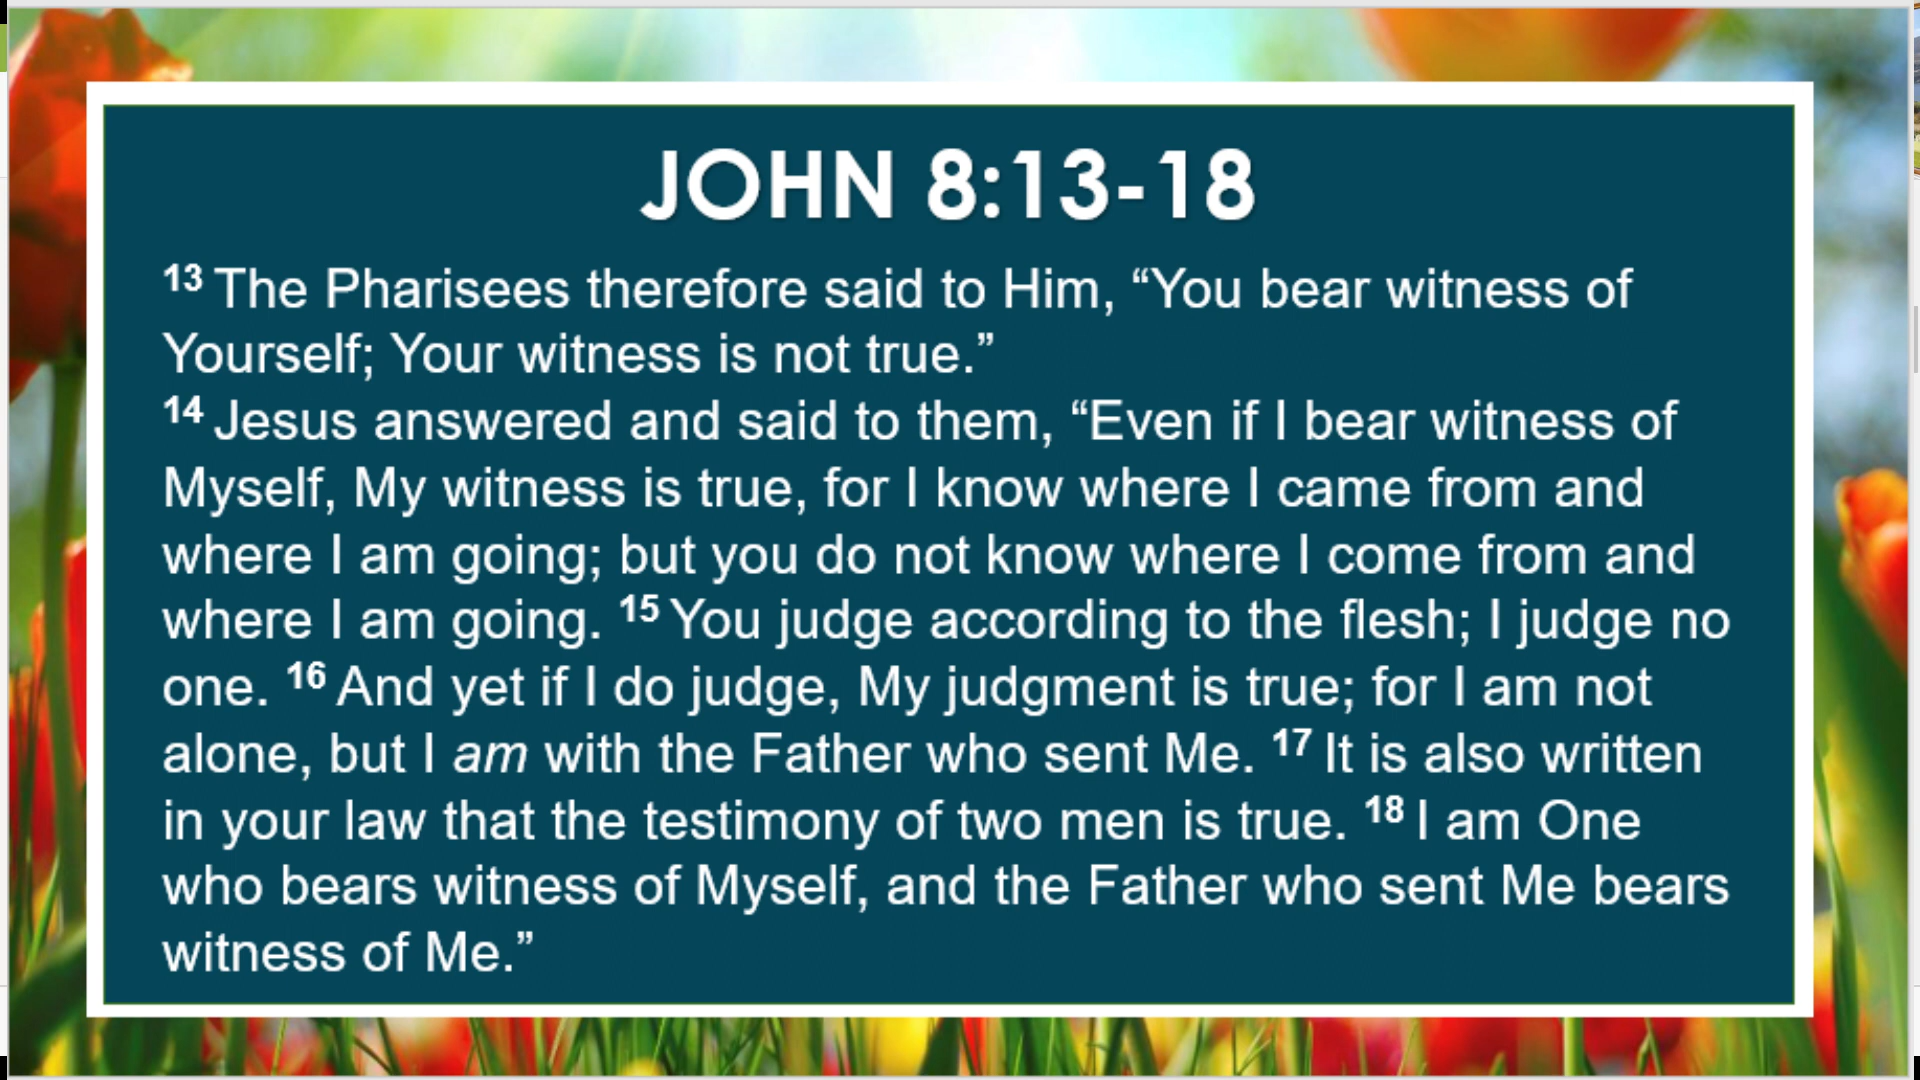 JOHN 8:13-18
13 The Pharisees therefore said to Him, “You bear witness of
Yourself; Your witness is not true.”
14 Jesus answered and said to them, “Even if I bear witness of
Myself, My witness is true, for I know where I came from and
where I am going; but you do not know where I come from and
where I am going. 15 You judge according to the flesh; I judge no
one. 16 And yet if I do judge, My judgment is true; for I am not
alone, but I am with the Father who sent Me. 17 It is also written
in your law that the testimony of two men is true. 18 I am One
who bears witness of Myself, and the Father who sent Me bears
witness of Me.”